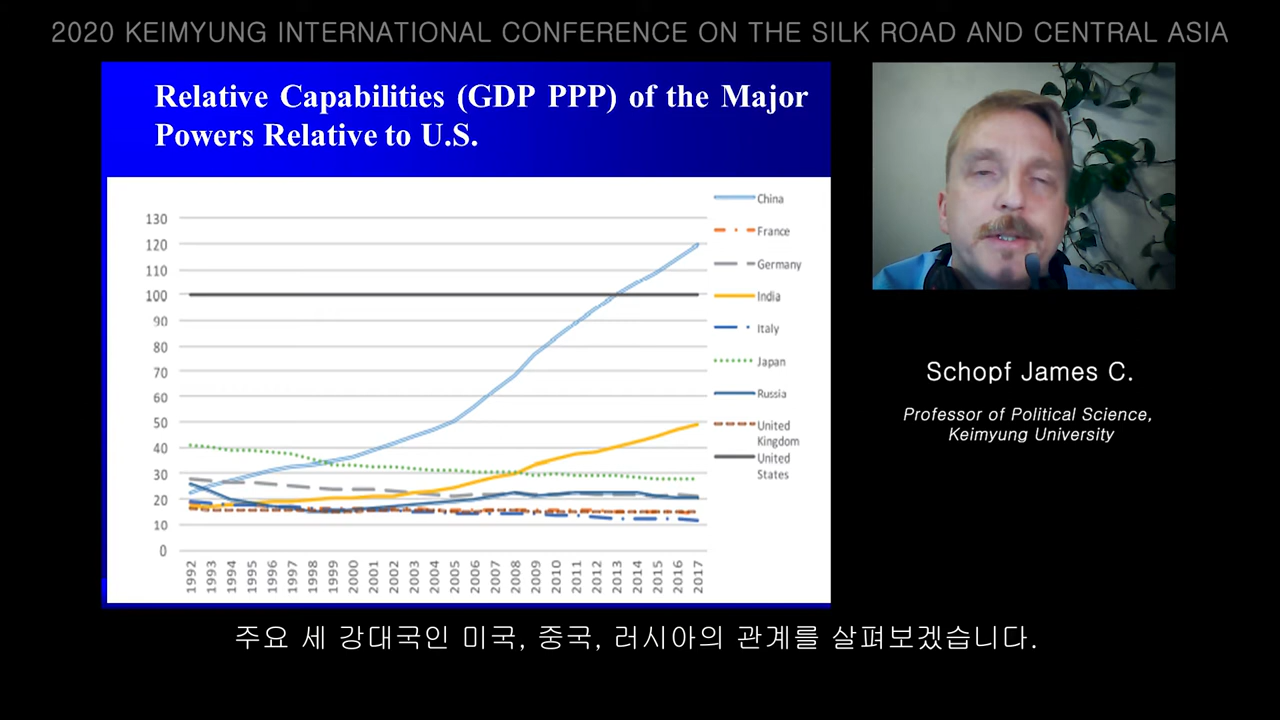 2020 KEIMYUNG INTERNATIONAL CONFERENCE ON THE SILK ROAD AND CENTRAL ASIA
Relative Capabilities (GDP PPP) of the Major
Powers Relative to U.S.
130
120
110
100
90
80
70
60
50
40
30
20
10
0
1992
1993
1994
1995
1996
1997
1998
1999
2000
2001
2002
2003
2004
2005
2006
2007
2008
2009
2010
2011
2012
2013
2014
2015
2016
2017
China
France
Germany
India
Italy
Japan
Russia
United
Kingdom
United
States
Schopf James C.
Professor of Political Science,
Keimyung University
주요 세 강대국인 미국, 중국, 러시아의 관계를 살펴보겠습니다.